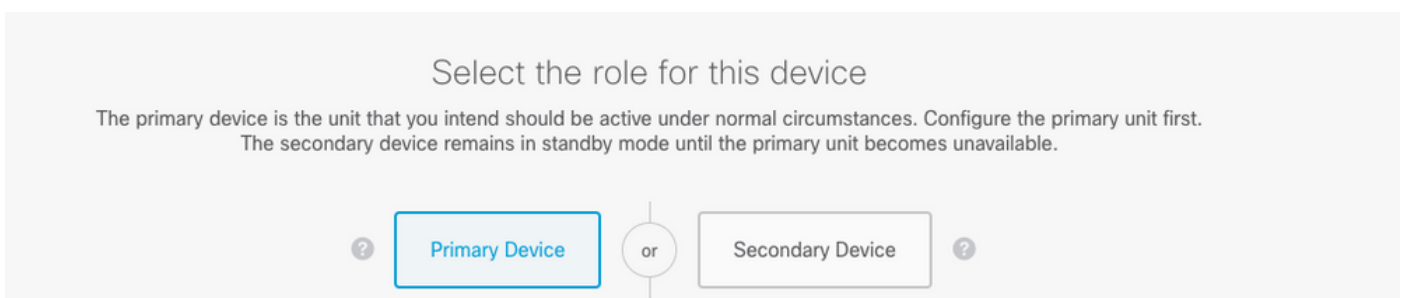 Select the role for this device
The primary device is the unit that you intend should be active under normal circumstances. Configure the primary unit first.
The secondary device remains in standby mode until the primary unit becomes unavailable.
? Primary Device or Secondary Device ?